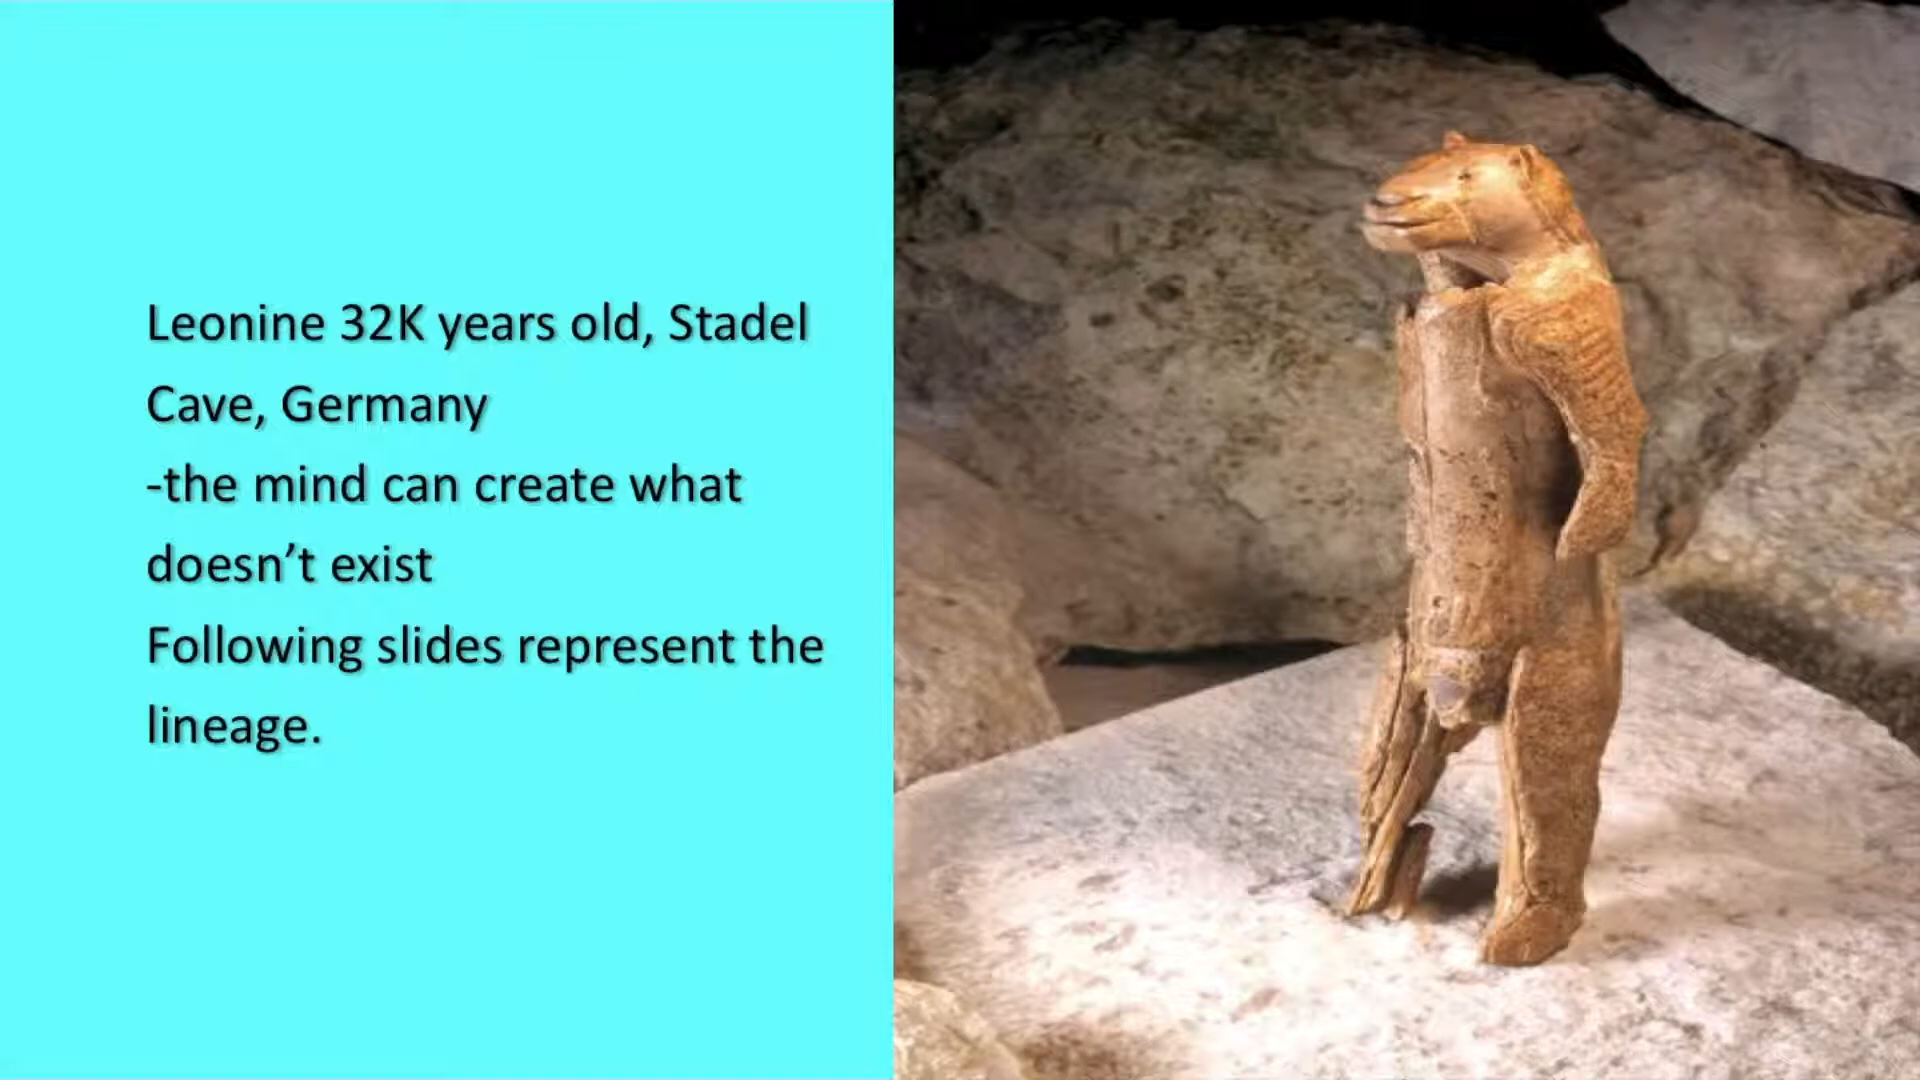 Leonine 32K years old, Stadel
Cave, Germany
-the mind can create what
doesn’t exist
Following slides represent the
lineage.